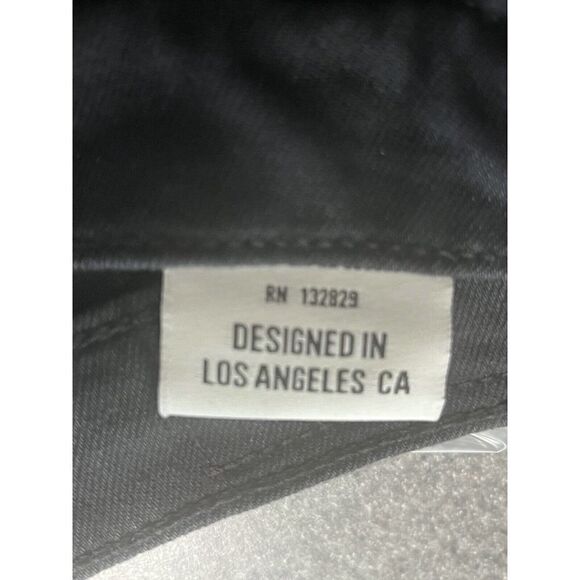 RN 132829
DESIGNED IN
LOS ANGELES CA